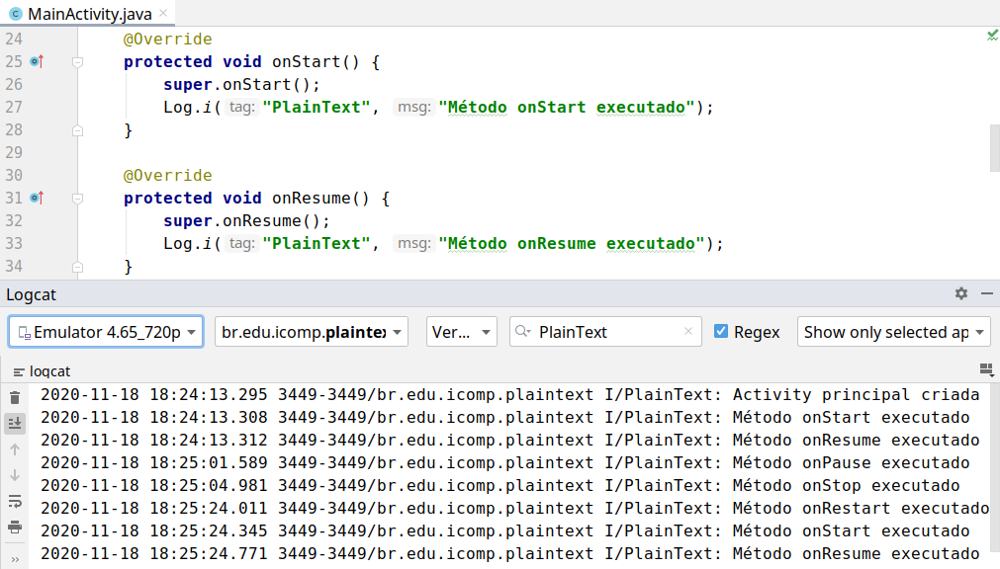 MainActivity.java
24 @Override
25 protected void onStart() {
26 super.onStart();
27 Log.i( tag: "PlainText", msg: "Método onStart executado");
28 }
29
30 @Override
31 protected void onResume() {
32 super.onResume();
33 Log.i( tag: "PlainText", msg: "Método onResume executado");
34 }
Logcat
Emulator 4.65_720p br.edu.icomp.plainte Ver... PlainText Regex Show only selected ap
logcat
2020-11-18 18:24:13.295 3449-3449/br.edu.icomp.plaintext I/PlainText: Activity principal criada
2020-11-18 18:24:13.308 3449-3449/br.edu.icomp.plaintext I/PlainText: Método onStart executado
2020-11-18 18:24:13.312 3449-3449/br.edu.icomp.plaintext I/PlainText: Método onResume executado
2020-11-18 18:25:01.589 3449-3449/br.edu.icomp.plaintext I/PlainText: Método onPause executado
2020-11-18 18:25:04.981 3449-3449/br.edu.icomp.plaintext I/PlainText: Método onStop executado
2020-11-18 18:25:24.011 3449-3449/br.edu.icomp.plaintext I/PlainText: Método onRestart executado
2020-11-18 18:25:24.345 3449-3449/br.edu.icomp.plaintext I/PlainText: Método onStart executado
2020-11-18 18:25:24.771 3449-3449/br.edu.icomp.plaintext I/PlainText: Método onResume executado